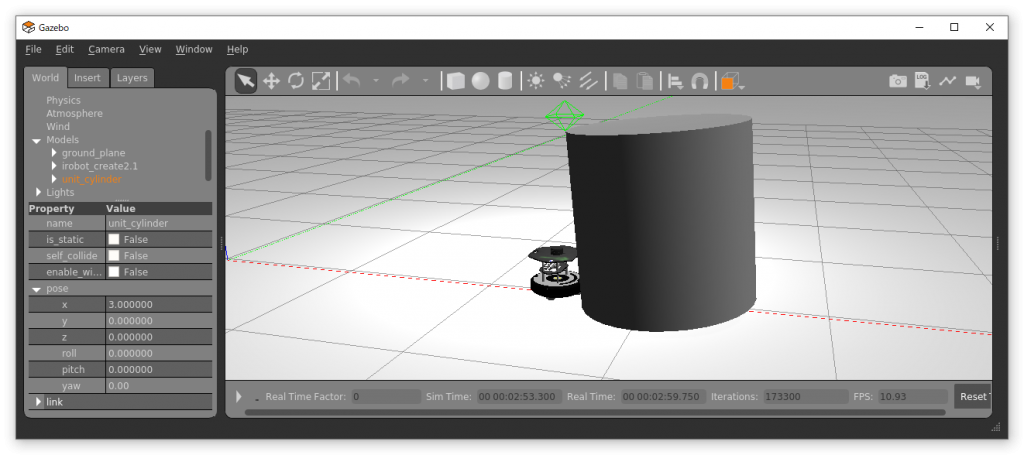 Gazebo
File Edit Camera View Window Help
World Insert Layers
Physics
Atmosphere
Wind
Models
ground_plane
irobot_create2.1
unit_cylinder
Lights
Property Value
name unit_cylinder
is_static False
self_collide False
enable_wi... False
pose
x 3.000000
y 0.000000
z 0.000000
roll 0.000000
pitch 0.000000
yaw 0.00
link
LOG
Real Time Factor: 0 Sim Time: 00 00:02:53.300 Real Time: 00 00:02:59.750 Iterations: 173300 FPS: 10.93 Reset T